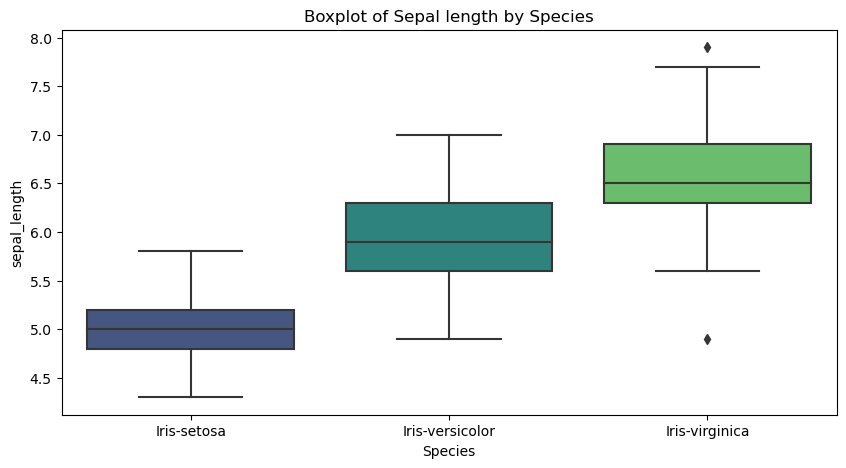 Boxplot of Sepal length by Species
sepal_length
8.0
7.5
7.0
6.5
6.0
5.5
5.0
4.5
Iris-setosa
Iris-versicolor
Iris-virginica
Species